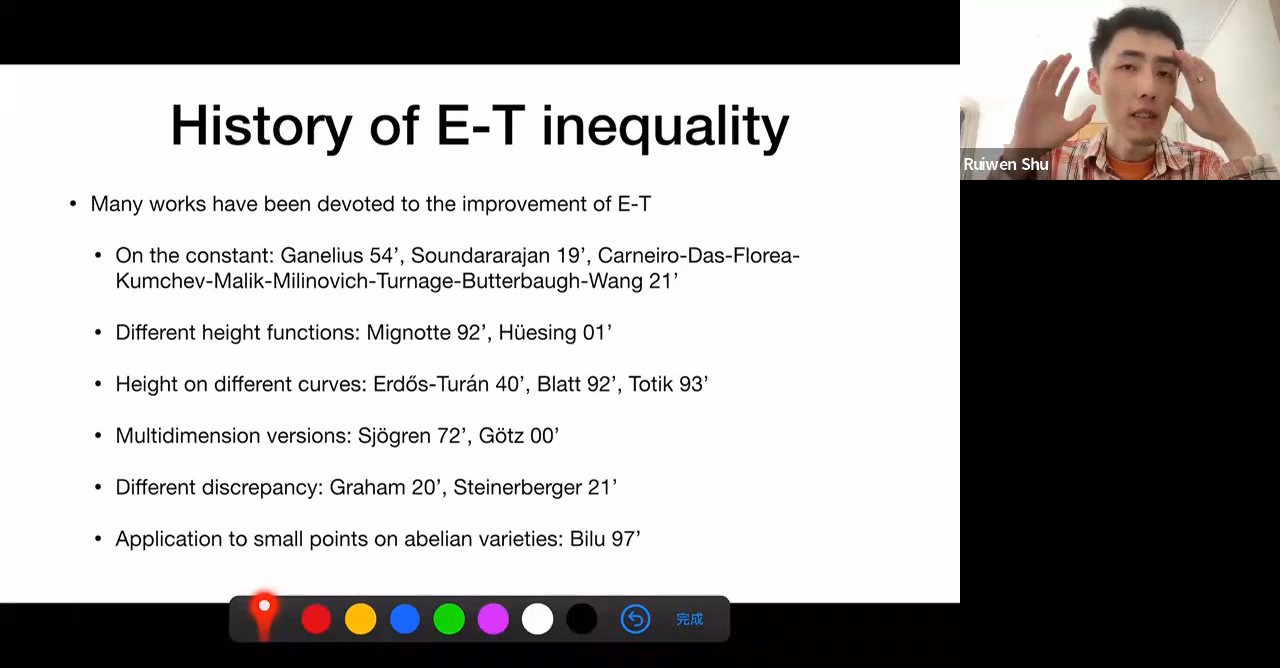 History of E-T inequality
Ruiwen Shu
• Many works have been devoted to the improvement of E-T
• On the constant: Ganelius 54’, Soundararajan 19’, Carneiro-Das-Florea-
Kumchev-Malik-Milinovich-Turnage-Butterbaugh-Wang 21’
• Different height functions: Mignotte 92’, Hüesing 01’
• Height on different curves: Erdős-Turán 40’, Blatt 92’, Totik 93’
• Multidimension versions: Sjögren 72’, Götz 00’
• Different discrepancy: Graham 20’, Steinerberger 21’
• Application to small points on abelian varieties: Bilu 97’
完成